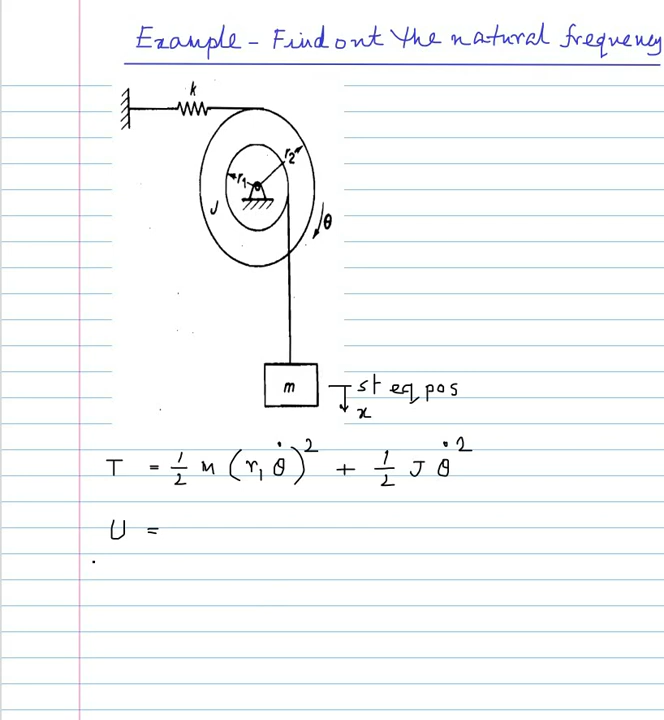 Example - Find out the natural frequency
k
r₁ r₂
J
θ
m
st eq pos
x
T = 1/2 m (r₁ θ̇)² + 1/2 J θ̇²
U =